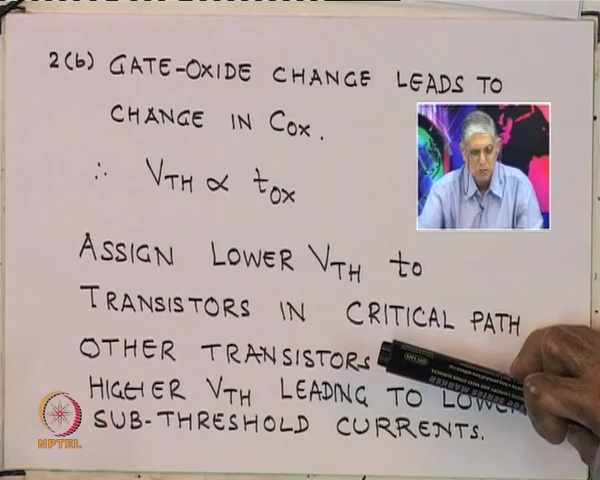 2(b) GATE-OXIDE CHANGE LEADS TO
CHANGE IN COX.
∴ VTH ∝ tOX
ASSIGN LOWER VTH to
TRANSISTORS IN CRITICAL PATH
OTHER TRANSISTORS
HIGHER VTH LEADING TO LOWER
SUB-THRESHOLD CURRENTS.
NPTEL